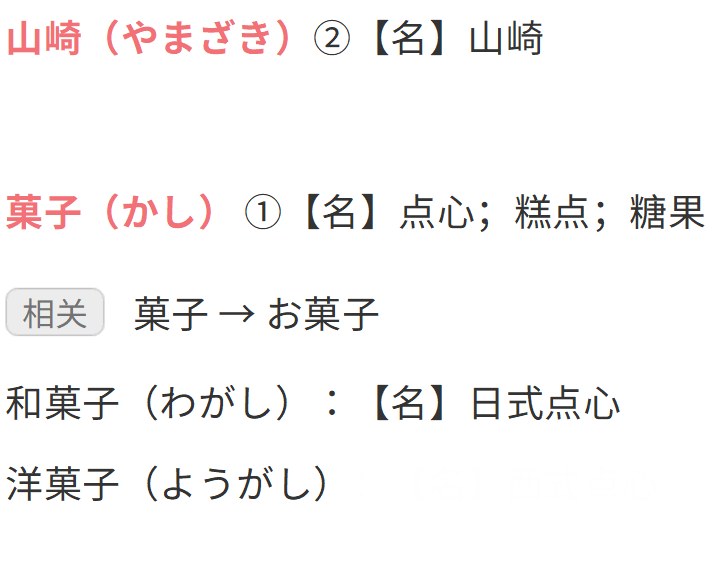 山崎（やまざき）②【名】山崎
菓子（かし）①【名】点心；糕点；糖果
相关 菓子 → お菓子
和菓子（わがし）：【名】日式点心
洋菓子（ようがし）